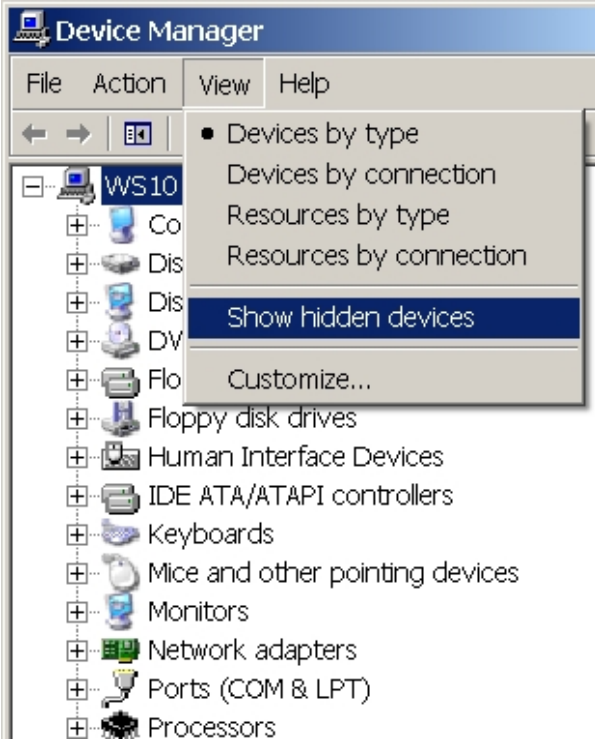 Device Manager
File Action View Help
Devices by type
Devices by connection
Resources by type
Resources by connection
Show hidden devices
Customize...
WS10
Co
Dis
Dis
DV
Flo
Floppy disk drives
Human Interface Devices
IDE ATA/ATAPI controllers
Keyboards
Mice and other pointing devices
Monitors
Network adapters
Ports (COM & LPT)
Processors